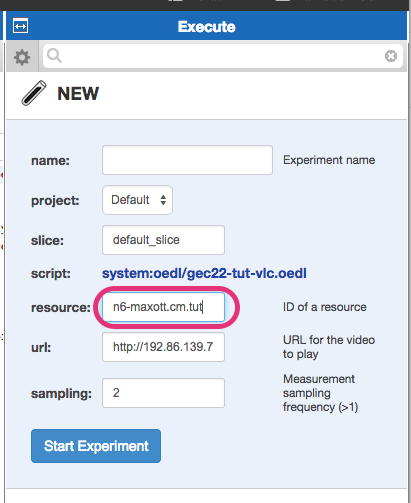 Execute
NEW
name: Experiment name
project: Default
slice: default_slice
script: system:oedl/gec22-tut-vlc.oedl
resource: n6-maxott.cm.tut ID of a resource
url: http://192.86.139.7 URL for the video
to play
sampling: 2 Measurement
sampling
frequency (>1)
Start Experiment